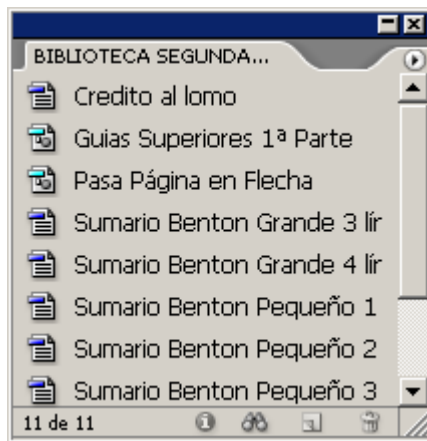 BIBLIOTECA SEGUNDA...
Credito al lomo
Guias Superiores 1ª Parte
Pasa Página en Flecha
Sumario Benton Grande 3 lír
Sumario Benton Grande 4 lír
Sumario Benton Pequeño 1
Sumario Benton Pequeño 2
Sumario Benton Pequeño 3
11 de 11